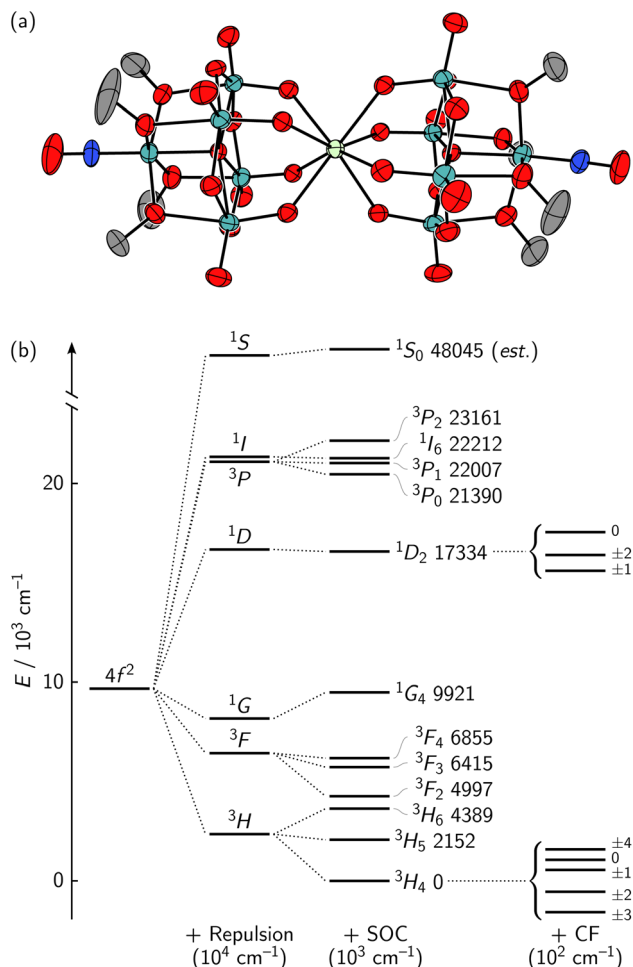 (a)
(b)
¹S
¹S₀ 48045 (est.)
³P₂ 23161
¹I
¹I₆ 22212
³P
³P₁ 22007
³P₀ 21390
20
¹D
¹D₂ 17334
0
±2
±1
E / 10³ cm⁻¹
10
4f²
¹G
¹G₄ 9921
³F
³F₄ 6855
³F₃ 6415
³F₂ 4997
³H
³H₆ 4389
³H₅ 2152
0
³H₄ 0
±4
0
±1
±2
±3
+ Repulsion
(10⁴ cm⁻¹)
+ SOC
(10³ cm⁻¹)
+ CF
(10² cm⁻¹)